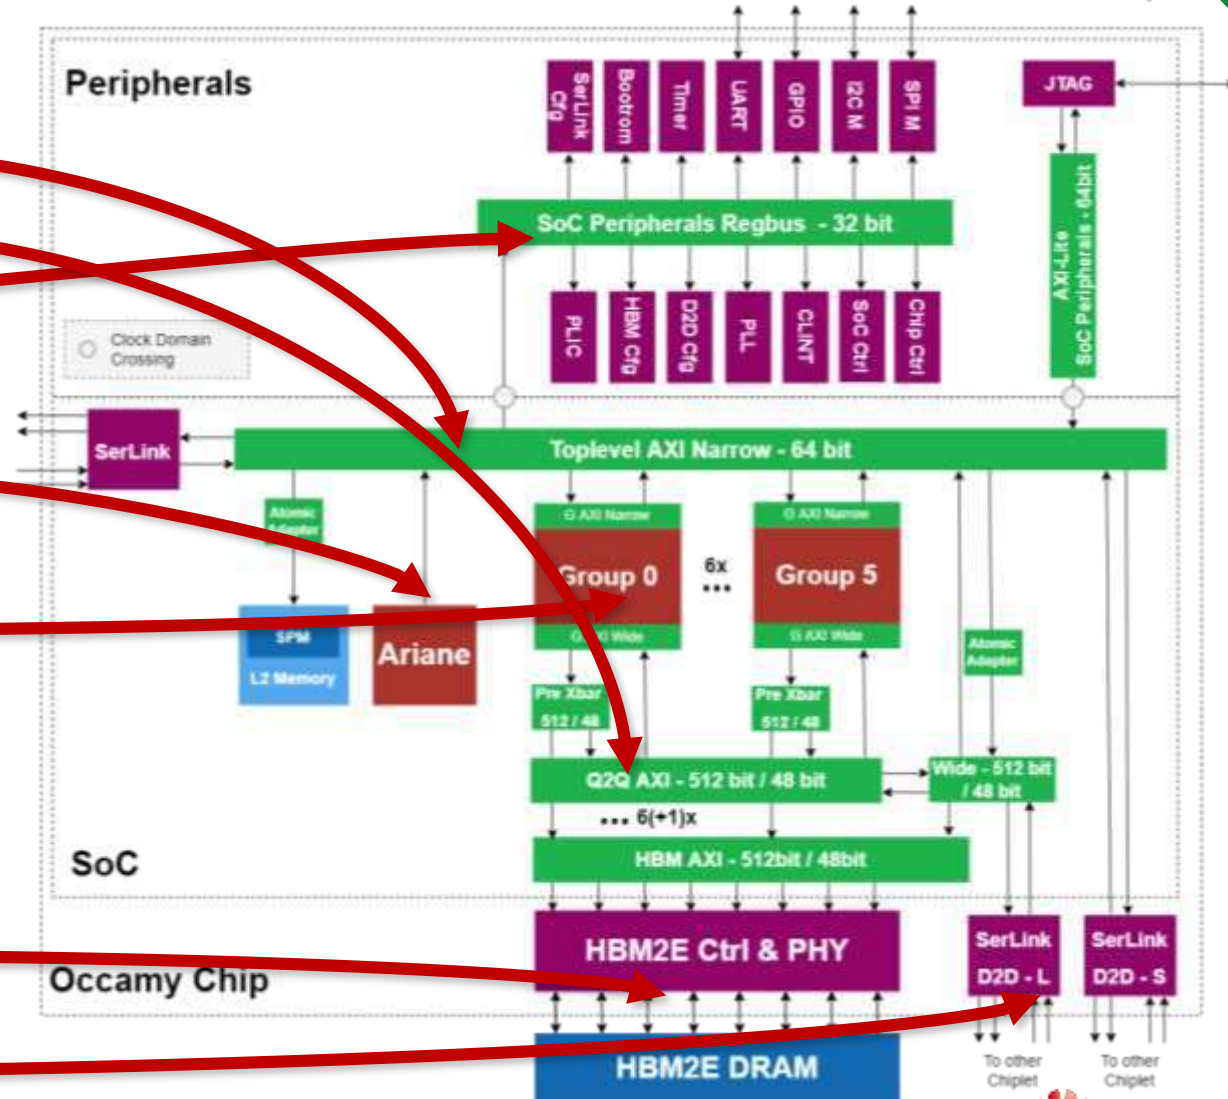 Peripherals
SerLink
Cfg
Bootrom
Timer
UART
GPIO
I2C M
SPI M
JTAG
SoC Peripherals Regbus - 32 bit
AXI-Lite
SoC Peripherals - 64bit
PLIC
HBM Cfg
D2D Cfg
PLL
CLINT
SoC Ctrl
Chip Ctrl
Clock Domain
Crossing
SerLink
Toplevel AXI Narrow - 64 bit
Atomic
Adapter
G AXI Narrow
Group 0
G AXI Wide
6x
...
G AXI Narrow
Group 5
G AXI Wide
SPM
L2 Memory
Ariane
Atomic
Adapter
Pre Xbar
512 / 48
Pre Xbar
512 / 48
Q2Q AXI - 512 bit / 48 bit
Wide - 512 bit
/ 48 bit
... 6(+1)x
HBM AXI - 512bit / 48bit
SoC
HBM2E Ctrl & PHY
SerLink
D2D - L
SerLink
D2D - S
Occamy Chip
HBM2E DRAM
To other
Chiplet
To other
Chiplet